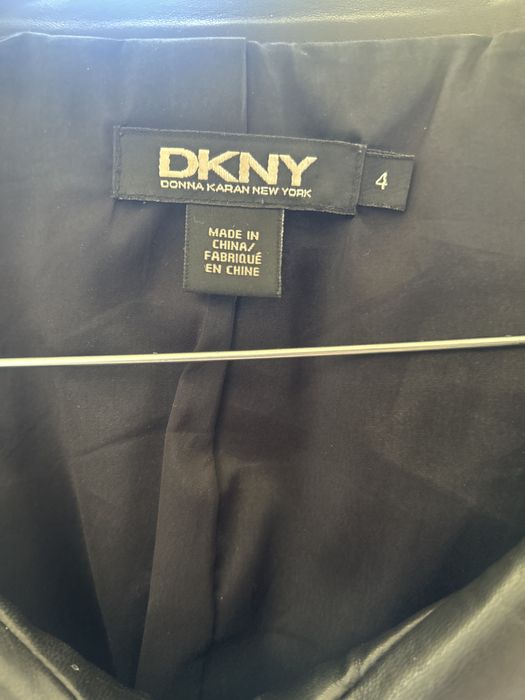 DKNY
DONNA KARAN NEW YORK
4
MADE IN
CHINA/
FABRIQUÉ
EN CHINE